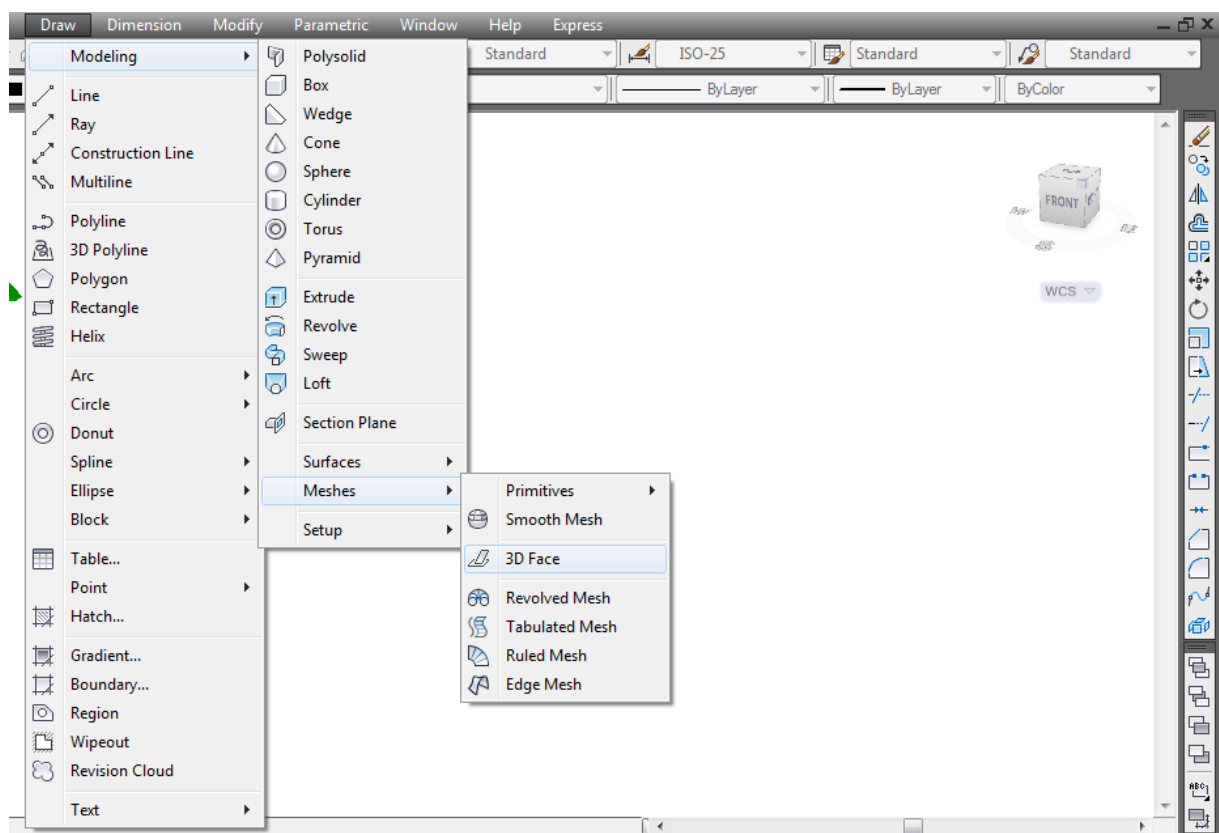 Draw Dimension Modify Parametric Window Help Express
Standard ISO-25 Standard Standard
ByLayer ByLayer ByColor
Modeling
Line
Ray
Construction Line
Multiline
Polyline
3D Polyline
Polygon
Rectangle
Helix
Arc
Circle
Donut
Spline
Ellipse
Block
Table...
Point
Hatch...
Gradient...
Boundary...
Region
Wipeout
Revision Cloud
Text
Polysolid
Box
Wedge
Cone
Sphere
Cylinder
Torus
Pyramid
Extrude
Revolve
Sweep
Loft
Section Plane
Surfaces
Meshes
Setup
Primitives
Smooth Mesh
3D Face
Revolved Mesh
Tabulated Mesh
Ruled Mesh
Edge Mesh
FRONT
WCS
ABC